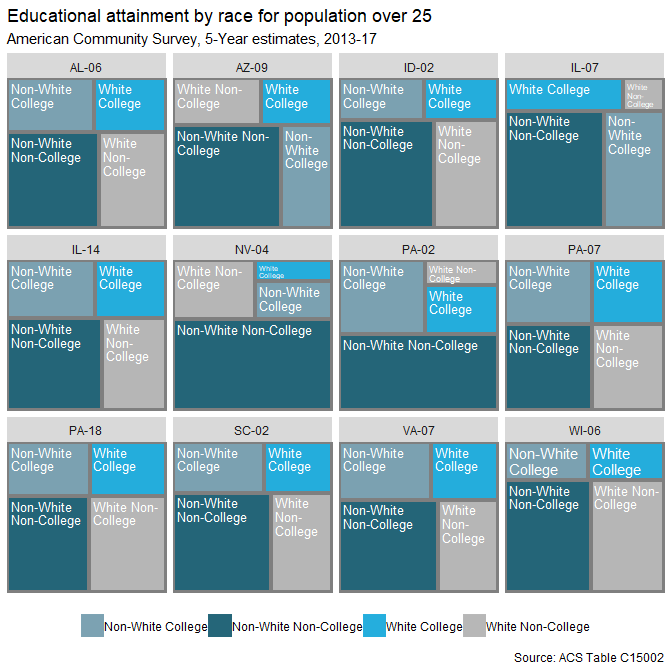 Educational attainment by race for population over 25
American Community Survey, 5-Year estimates, 2013-17
AL-06
Non-White
College
White
College
Non-White
Non-College
White
Non-
College
AZ-09
White Non-
College
White
College
Non-White Non-
College
Non-
White
College
ID-02
Non-White
College
White
College
Non-White
Non-College
White
Non-
College
IL-07
White College
White
Non-
College
Non-White
Non-College
Non-
White
College
IL-14
Non-White
College
White
College
Non-White
Non-College
White
Non-
College
NV-04
White Non-
College
White
College
Non-White
College
Non-White Non-College
PA-02
Non-White
College
White Non-
College
White
College
Non-White Non-College
PA-07
Non-White
College
White
College
Non-White
Non-College
White
Non-
College
PA-18
Non-White
College
White
College
Non-White
Non-College
White Non-
College
SC-02
Non-White
College
White
College
Non-White
Non-College
White
Non-
College
VA-07
Non-White
College
White
College
Non-White
Non-College
White
Non-
College
WI-06
Non-White
College
White
College
Non-White
Non-College
White Non-
College
Non-White College
Non-White Non-College
White College
White Non-College
Source: ACS Table C15002